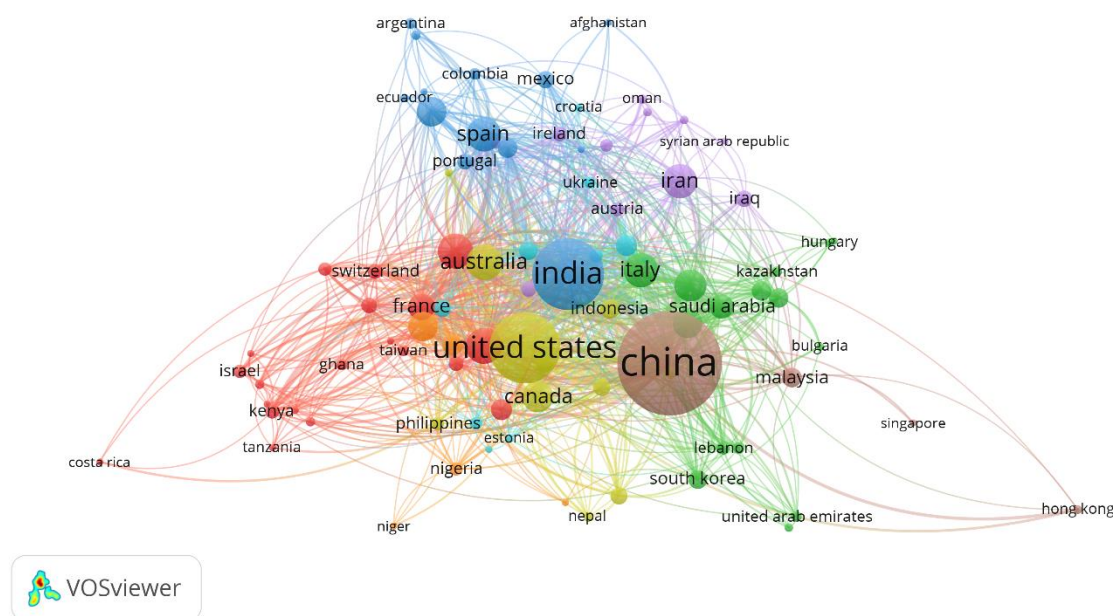 argentina
afghanistan
colombia
mexico
ecuador
croatia
oman
spain
ireland
syrian arab republic
portugal
ukraine
iran
iraq
austria
hungary
switzerland
australia
india
italy
kazakhstan
france
indonesia
saudi arabia
taiwan
united states
china
bulgaria
israel
ghana
malaysia
kenya
canada
philippines
singapore
estonia
tanzania
lebanon
costa rica
nigeria
south korea
niger
nepal
united arab emirates
hong kong
VOSviewer